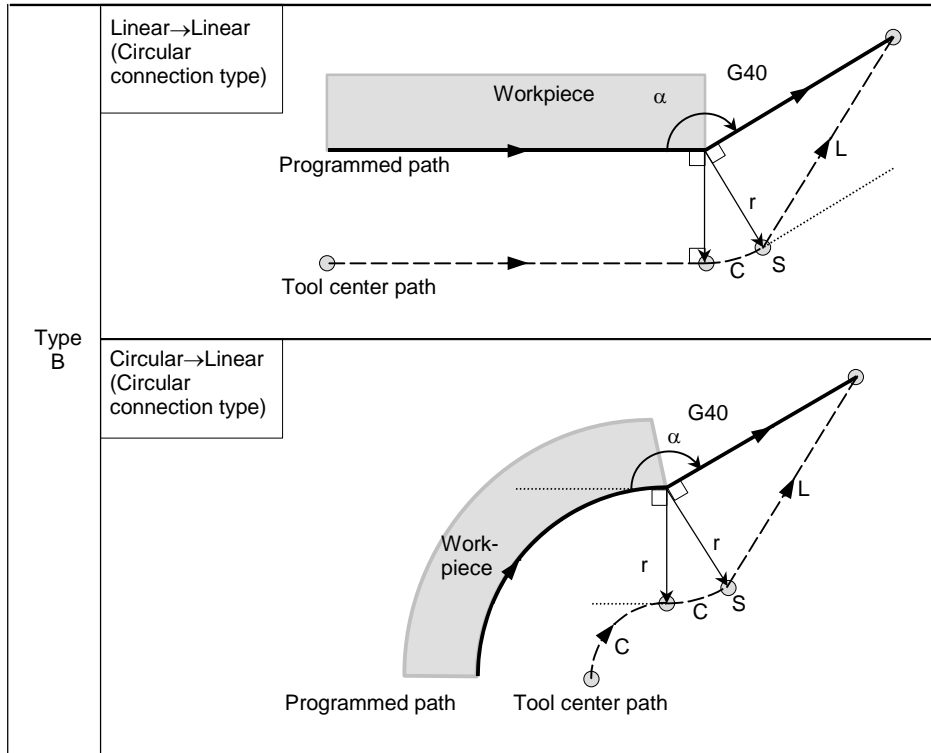 Type
B
Linear→Linear
(Circular
connection type)
Workpiece
α
G40
Programmed path
r
L
C
S
Tool center path
Circular→Linear
(Circular
connection type)
G40
α
Work-
piece
r
r
L
C
S
C
Programmed path
Tool center path